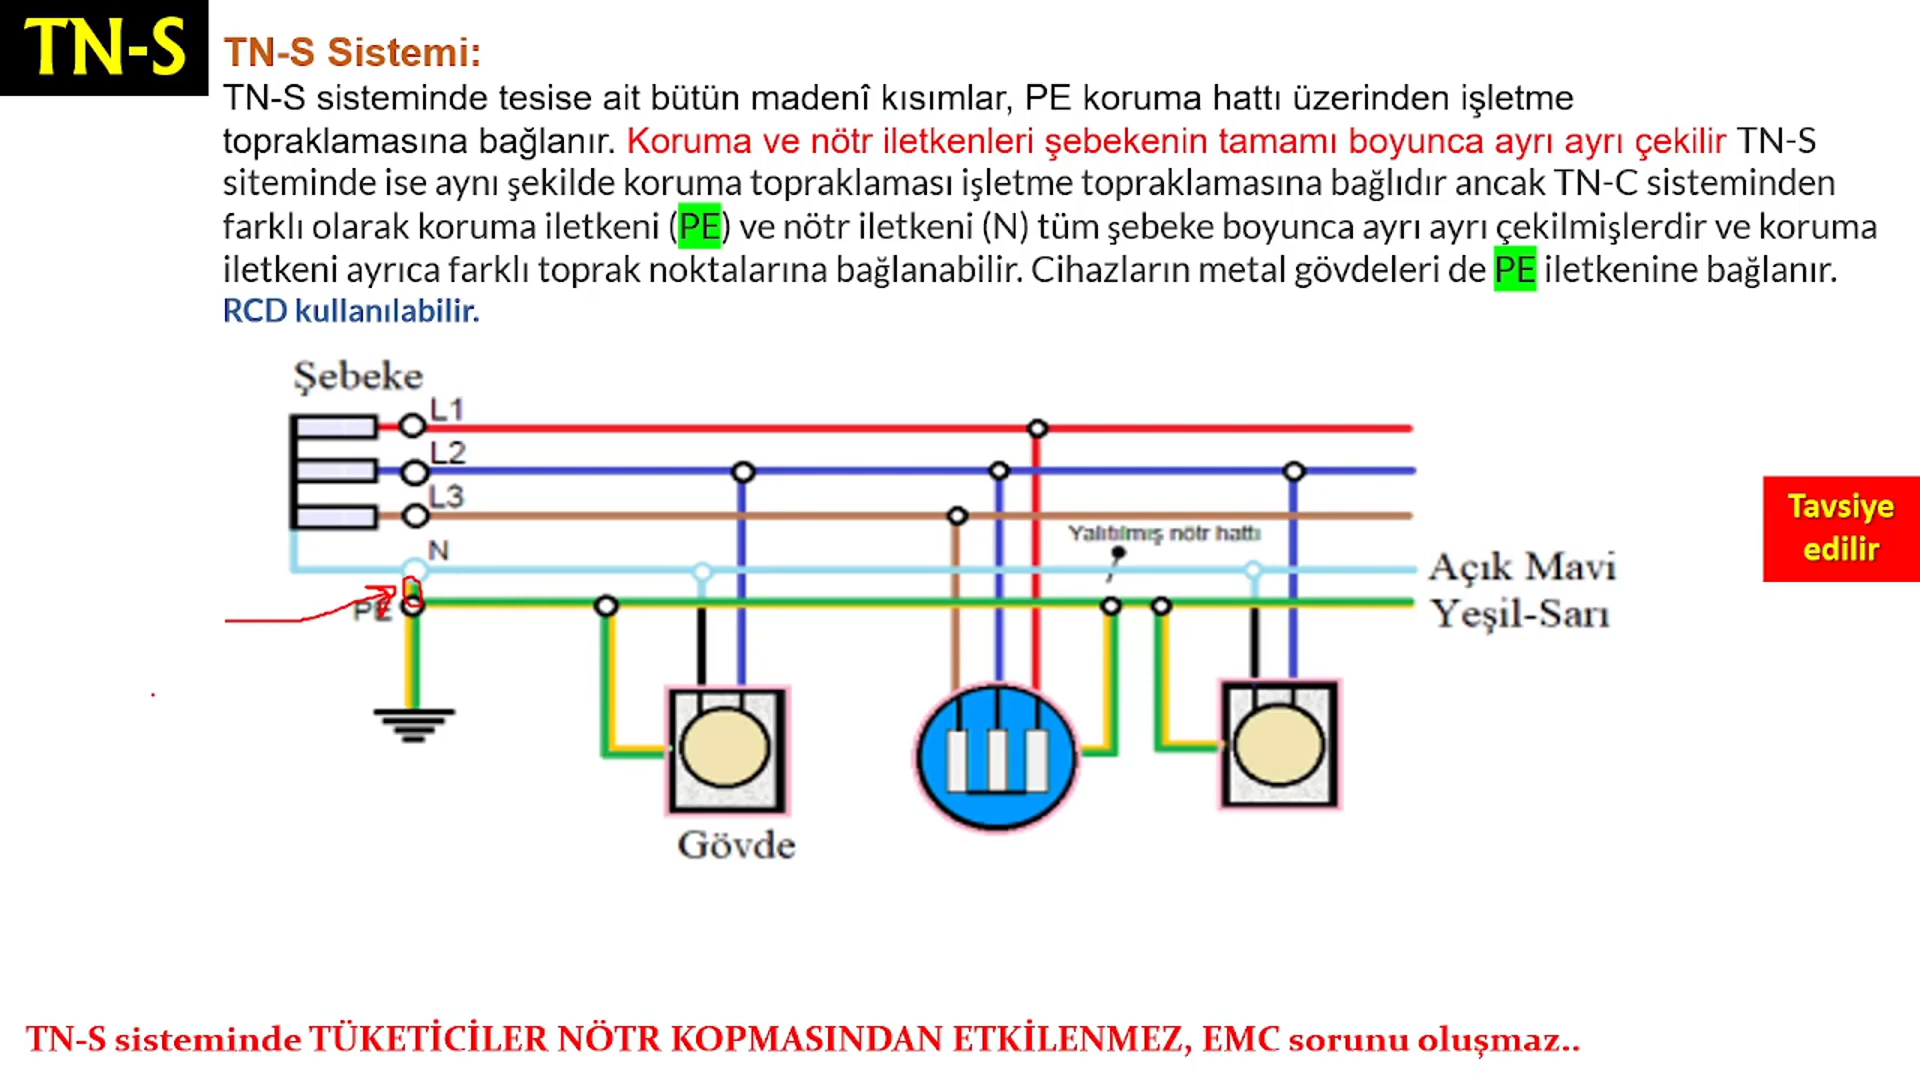 TN-S
TN-S Sistemi:
TN-S sisteminde tesise ait bütün madenî kısımlar, PE koruma hattı üzerinden işletme
topraklamasına bağlanır. Koruma ve nötr iletkenleri şebekenin tamamı boyunca ayrı ayrı çekilir TN-S
siteminde ise aynı şekilde koruma topraklaması işletme topraklamasına bağlıdır ancak TN-C sisteminden
farklı olarak koruma iletkeni (PE) ve nötr iletkeni (N) tüm şebeke boyunca ayrı ayrı çekilmişlerdir ve koruma
iletkeni ayrıca farklı toprak noktalarına bağlanabilir. Cihazların metal gövdeleri de PE iletkenine bağlanır.
RCD kullanılabilir.
Şebeke
L1
L2
L3
N
PE
Yalıtılmış nötr hattı
Açık Mavi
Yeşil-Sarı
Tavsiye
edilir
Gövde
TN-S sisteminde TÜKETİCİLER NÖTR KOPMASINDAN ETKİLENMEZ, EMC sorunu oluşmaz..